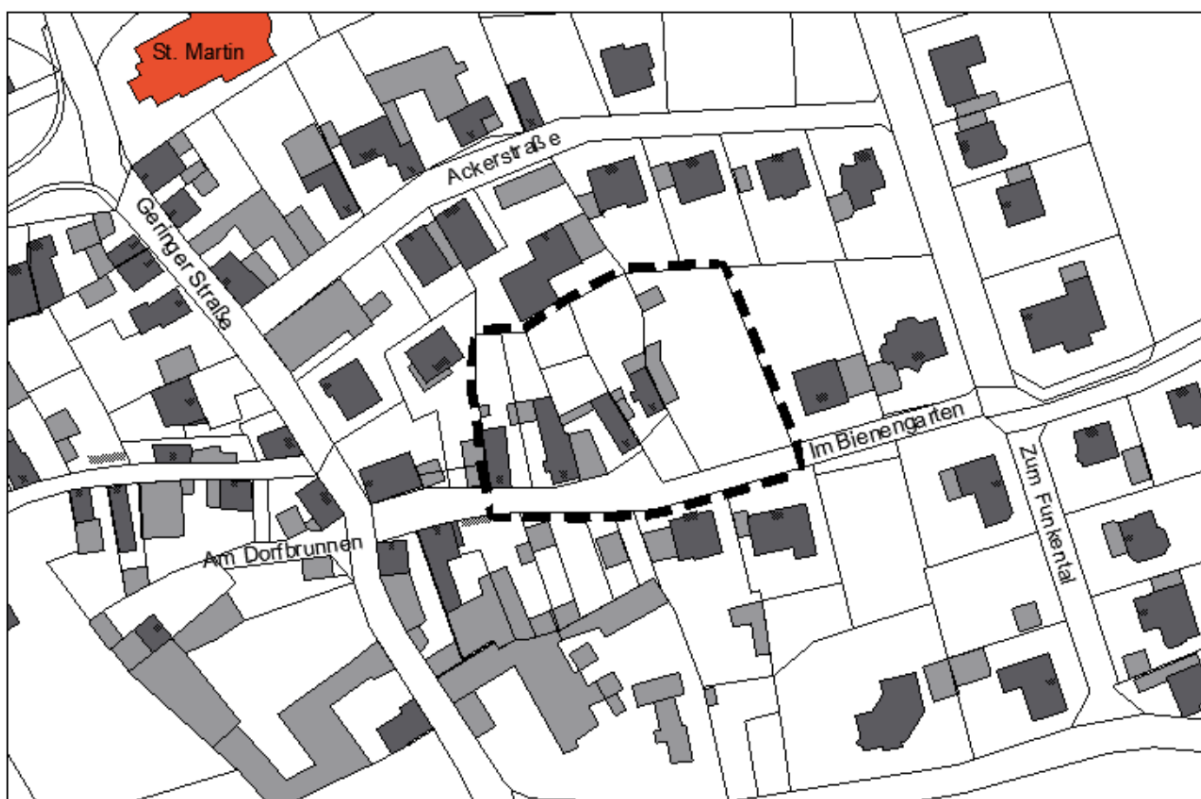 St. Martin
Ackerstraße
Geringer Straße
Im Bienengarten
Zum Funkental
Am Dorfbrunnen